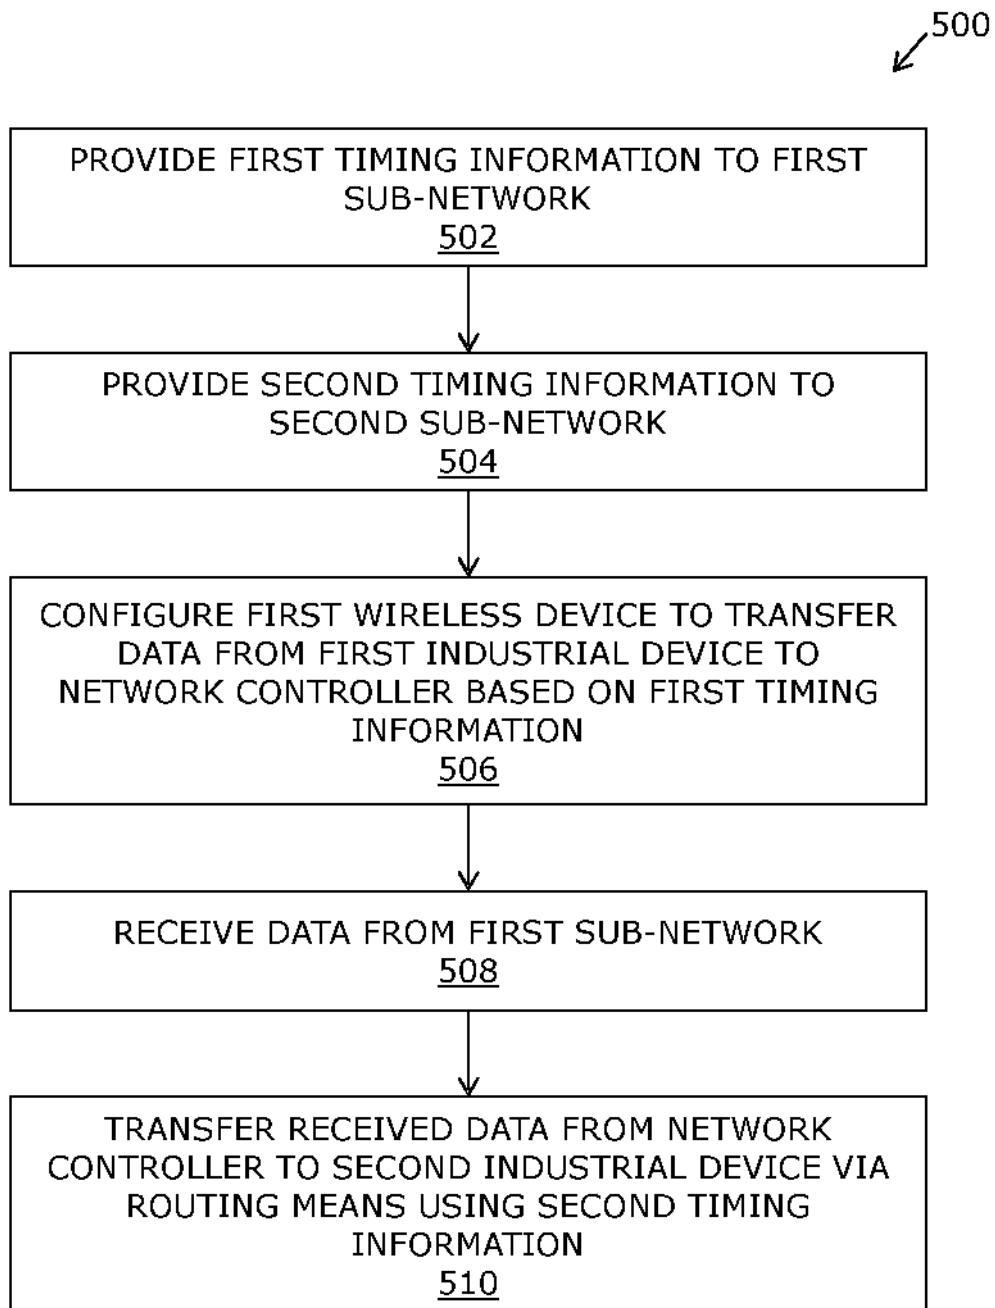 500
PROVIDE FIRST TIMING INFORMATION TO FIRST
SUB-NETWORK
502
PROVIDE SECOND TIMING INFORMATION TO
SECOND SUB-NETWORK
504
CONFIGURE FIRST WIRELESS DEVICE TO TRANSFER
DATA FROM FIRST INDUSTRIAL DEVICE TO
NETWORK CONTROLLER BASED ON FIRST TIMING
INFORMATION
506
RECEIVE DATA FROM FIRST SUB-NETWORK
508
TRANSFER RECEIVED DATA FROM NETWORK
CONTROLLER TO SECOND INDUSTRIAL DEVICE VIA
ROUTING MEANS USING SECOND TIMING
INFORMATION
510